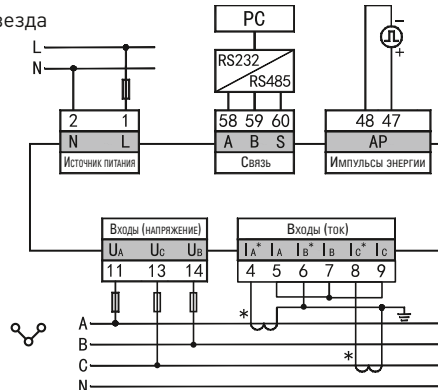 везда
L
N
PC
RS232
RS485
−
+
2 1
N L
Источник питания
58 59 60
A B S
Связь
48 47
AP
Импульсы энергии
Входы (напряжение)
UA UC UB
11 13 14
Входы (ток)
IA* IA IB* IB IC* IC
4 5 6 7 8 9
A
*
B
C
*
N